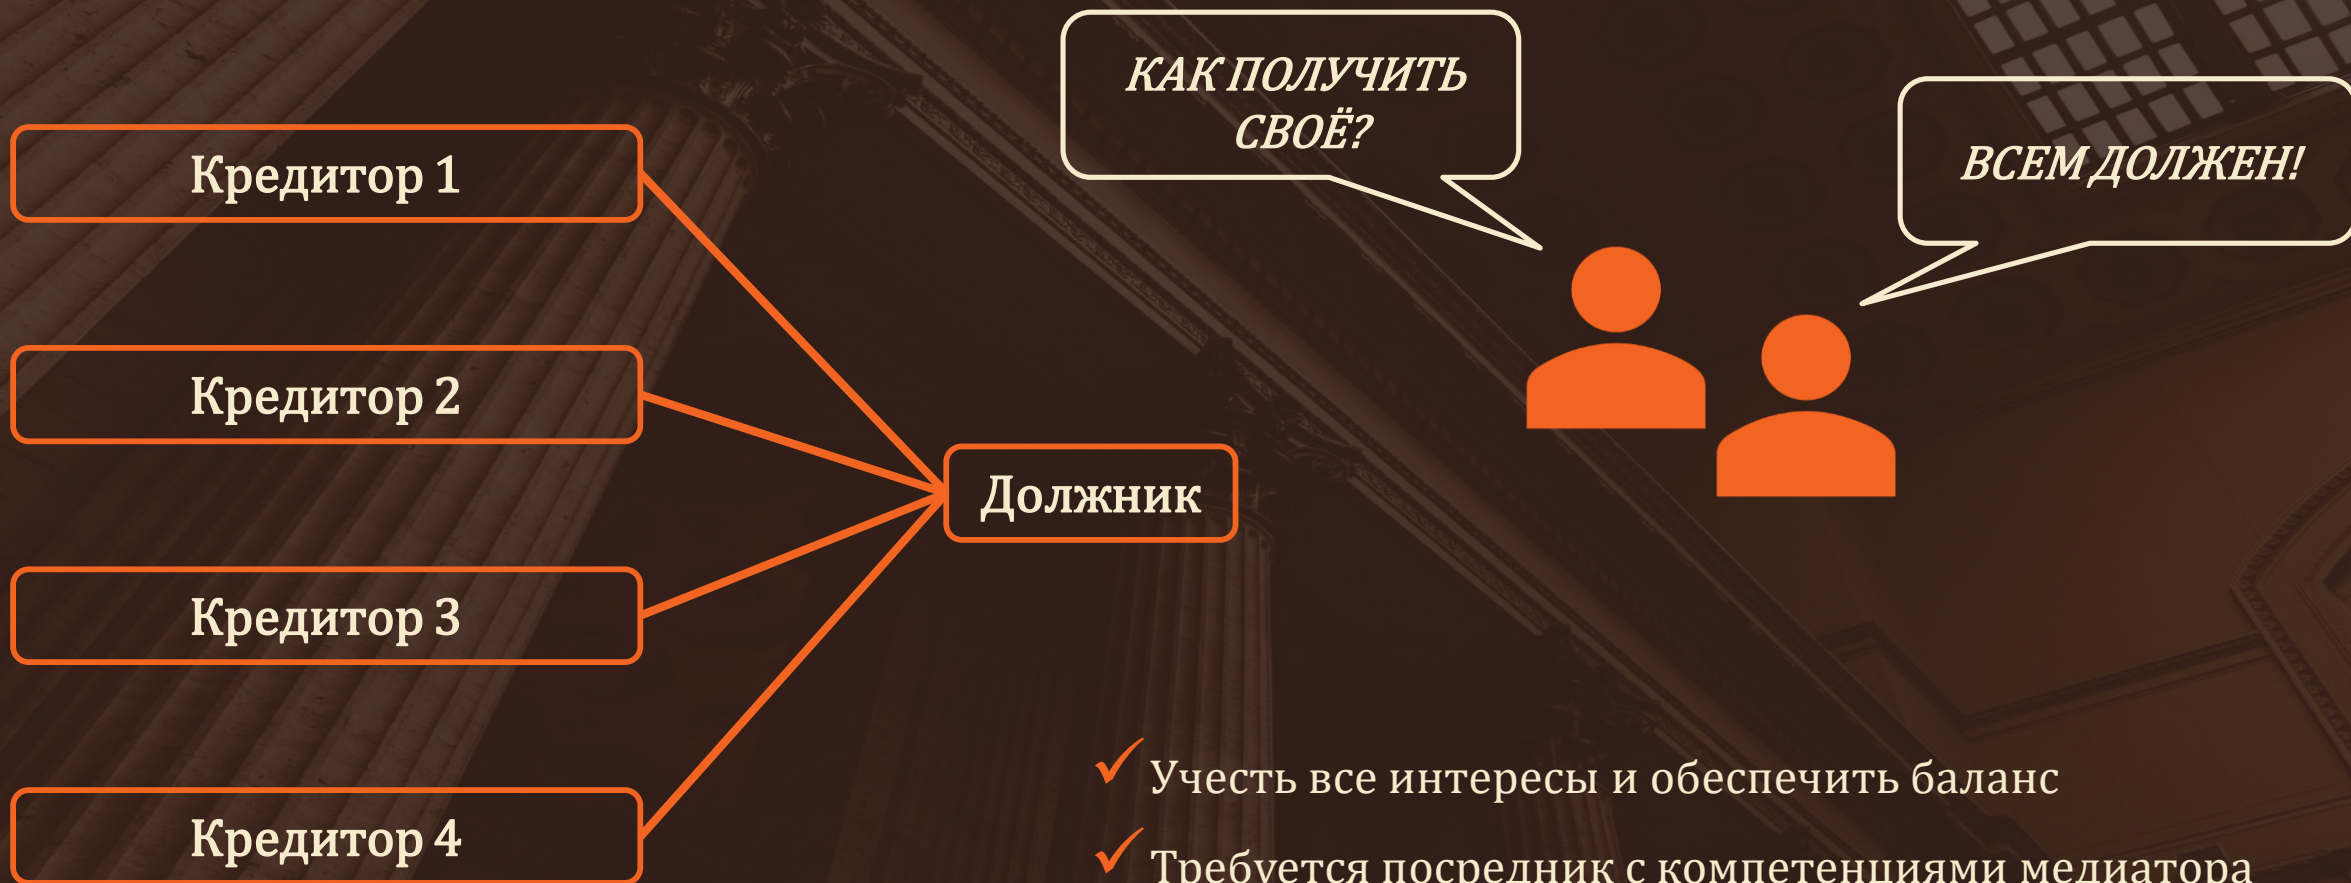 КАК ПОЛУЧИТЬ
СВОЁ?
ВСЕМ ДОЛЖЕН!
Кредитор 1
Кредитор 2
Кредитор 3
Кредитор 4
Должник
Учесть все интересы и обеспечить баланс
Требуется посредник с компетенциями медиатора